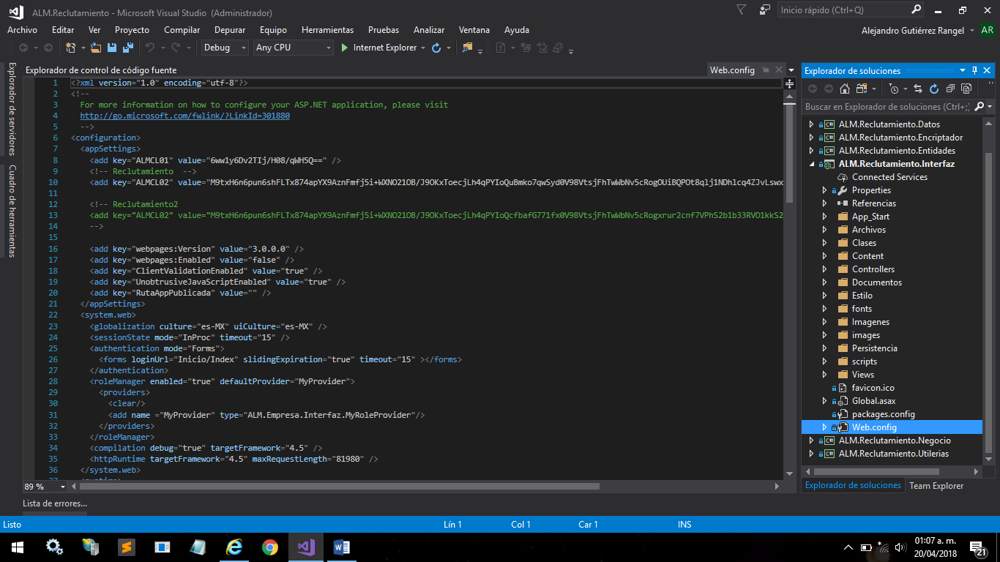 ALM.Reclutamiento - Microsoft Visual Studio (Administrador)
Inicio rápido (Ctrl+Q)
Archivo Editar Ver Proyecto Compilar Depurar Equipo Herramientas Pruebas Analizar Ventana Ayuda
Alejandro Gutiérrez Rangel AR
Debug Any CPU Internet Explorer
Explorador de servidores
Cuadro de herramientas
Explorador de control de código fuente
Web.config
1 <?xml version="1.0" encoding="utf-8"?>
2 <!--
3 For more information on how to configure your ASP.NET application, please visit
4 http://go.microsoft.com/fwlink/?LinkId=301880
5 -->
6 <configuration>
7 <appSettings>
8 <add key="ALMCL01" value="6ww1y6Dv2TIj/H08/qWH5Q==" />
9 <!-- Reclutamiento -->
10 <add key="ALMCL02" value="M9txH6n6pun6shFLTx874apYX9AznFmfj5i+WXNO21OB/J9OKxToecjLh4qPYIoQuBmko7qwSyd0V98VtsjFhTwWbNv5cRogOUiBQPOt8qlj1NDhlcq4ZJvLswx
11
12 <!-- Reclutamiento2
13 <add key="ALMCL02" value="M9txH6n6pun6shFLTx874apYX9AznFmfj5i+WXNO21OB/J9OKxToecjLh4qPYIoQcfbafG771fx0V98VtsjFhTwWbNv5cRogxrur2cnf7VPhS2b1b33RVO1kkS2
14 -->
15
16 <add key="webpages:Version" value="3.0.0.0" />
17 <add key="webpages:Enabled" value="false" />
18 <add key="ClientValidationEnabled" value="true" />
19 <add key="UnobtrusiveJavaScriptEnabled" value="true" />
20 <add key="RutaAppPublicada" value="" />
21 </appSettings>
22 <system.web>
23 <globalization culture="es-MX" uiCulture="es-MX" />
24 <sessionState mode="InProc" timeout="15" />
25 <authentication mode="Forms">
26 <forms loginUrl="Inicio/Index" slidingExpiration="true" timeout="15" ></forms>
27 </authentication>
28 <roleManager enabled="true" defaultProvider="MyProvider">
29 <providers>
30 <clear/>
31 <add name ="MyProvider" type="ALM.Empresa.Interfaz.MyRoleProvider"/>
32 </providers>
33 </roleManager>
34 <compilation debug="true" targetFramework="4.5" />
35 <httpRuntime targetFramework="4.5" maxRequestLength="81980" />
36 </system.web>
37 <runtime>
89 %
Explorador de soluciones
Buscar en Explorador de soluciones (Ctrl+;)
ALM.Reclutamiento.Datos
ALM.Reclutamiento.Encriptador
ALM.Reclutamiento.Entidades
ALM.Reclutamiento.Interfaz
Connected Services
Properties
Referencias
App_Start
Archivos
Clases
Content
Controllers
Documentos
Estilo
fonts
Imagenes
images
Persistencia
scripts
Views
favicon.ico
Global.asax
packages.config
Web.config
ALM.Reclutamiento.Negocio
ALM.Reclutamiento.Utilerias
Explorador de soluciones Team Explorer
Lista de errores...
Listo Lín 1 Col 1 Car 1 INS
01:07 a. m.
20/04/2018
21